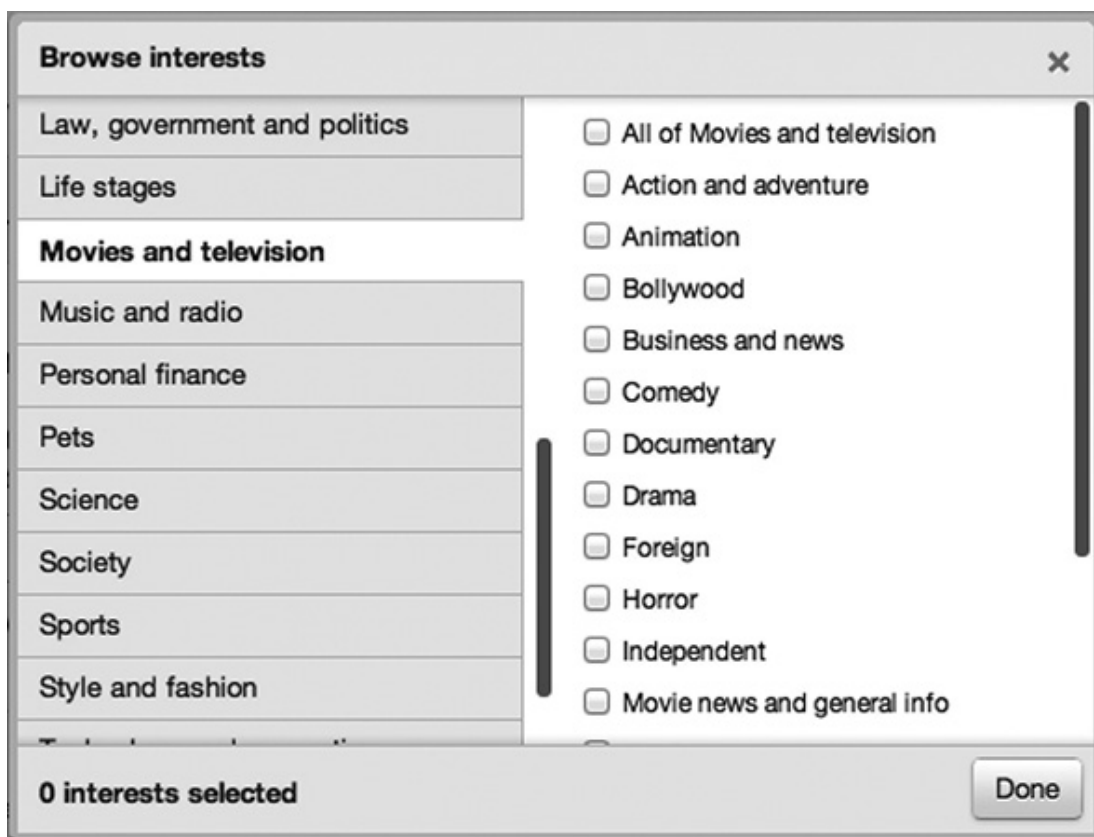 Browse interests
Law, government and politics
Life stages
Movies and television
Music and radio
Personal finance
Pets
Science
Society
Sports
Style and fashion
All of Movies and television
Action and adventure
Animation
Bollywood
Business and news
Comedy
Documentary
Drama
Foreign
Horror
Independent
Movie news and general info
0 interests selected
Done